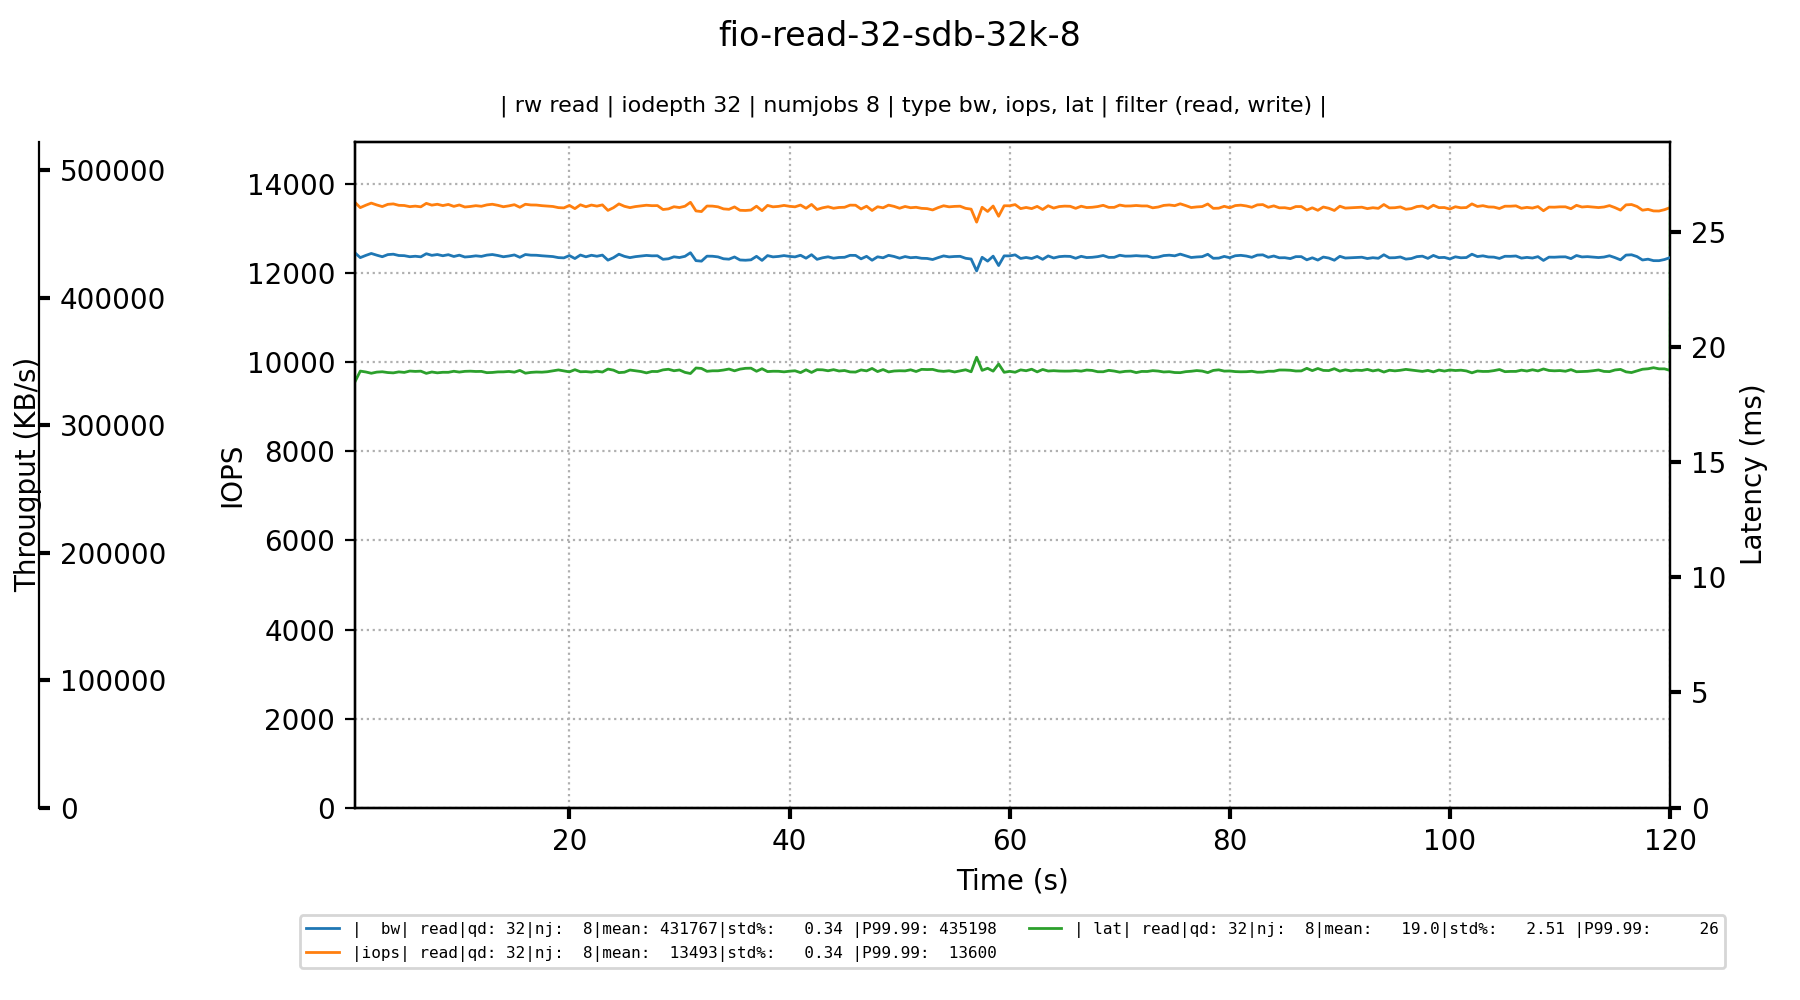 fio-read-32-sdb-32k-8
| rw read | iodepth 32 | numjobs 8 | type bw, iops, lat | filter (read, write) |
Througput (KB/s)
500000
400000
300000
200000
100000
0
IOPS
14000
12000
10000
8000
6000
4000
2000
0
25
20
15
10
5
0
Latency (ms)
20 40 60 80 100 120
Time (s)
|  bw| read|qd: 32|nj:  8|mean: 431767|std%:   0.34 |P99.99: 435198
|iops| read|qd: 32|nj:  8|mean:  13493|std%:   0.34 |P99.99:  13600
| lat| read|qd: 32|nj:  8|mean:   19.0|std%:   2.51 |P99.99:     26